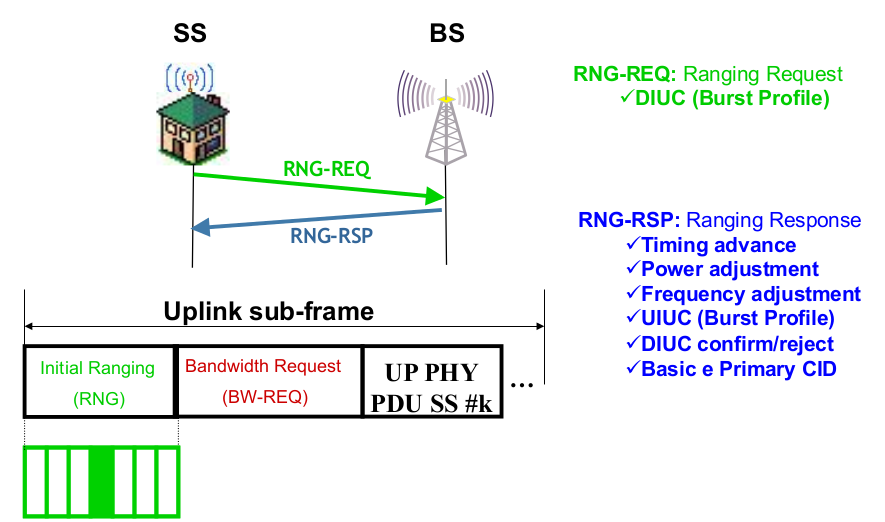 SS
BS
RNG-REQ: Ranging Request
✓DIUC (Burst Profile)
RNG-REQ
RNG-RSP
RNG-RSP: Ranging Response
✓Timing advance
✓Power adjustment
✓Frequency adjustment
✓UIUC (Burst Profile)
✓DIUC confirm/reject
✓Basic e Primary CID
Uplink sub-frame
Initial Ranging
(RNG)
Bandwidth Request
(BW-REQ)
UP PHY
PDU SS #k
...